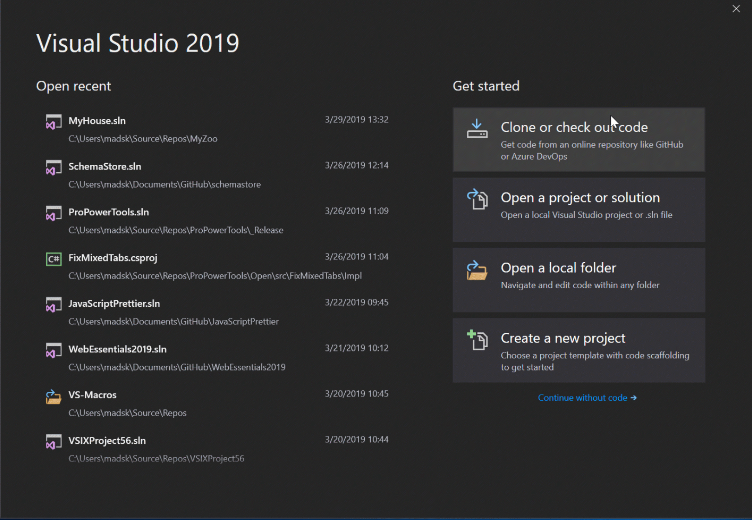 Visual Studio 2019
Open recent
MyHouse.sln 3/29/2019 13:32
C:\Users\madsk\Source\Repos\MyZoo
SchemaStore.sln 3/26/2019 12:14
C:\Users\madsk\Documents\GitHub\schemastore
ProPowerTools.sln 3/26/2019 11:09
C:\Users\madsk\Source\Repos\ProPowerTools\_Release
C# FixMixedTabs.csproj 3/26/2019 11:04
C:\Users\madsk\Source\Repos\ProPowerTools\Open\src\FixMixedTabs\Impl
JavaScriptPrettier.sln 3/22/2019 09:45
C:\Users\madsk\Documents\GitHub\JavaScriptPrettier
WebEssentials2019.sln 3/21/2019 10:12
C:\Users\madsk\Documents\GitHub\WebEssentials2019
VS-Macros 3/20/2019 10:45
C:\Users\madsk\Source\Repos
VSIXProject56.sln 3/20/2019 10:44
C:\Users\madsk\Source\Repos\VSIXProject56
Get started
Clone or check out code
Get code from an online repository like GitHub
or Azure DevOps
Open a project or solution
Open a local Visual Studio project or .sln file
Open a local folder
Navigate and edit code within any folder
Create a new project
Choose a project template with code scaffolding
to get started
Continue without code →